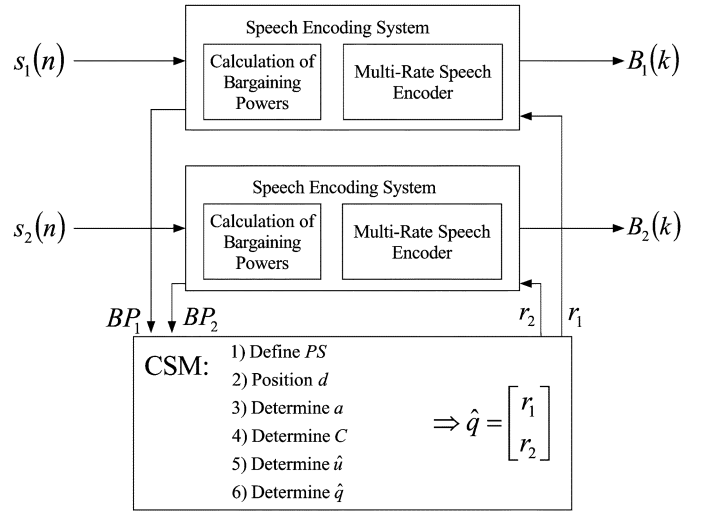 Speech Encoding System
s₁(n)
Calculation of
Bargaining
Powers
Multi-Rate Speech
Encoder
B₁(k)
Speech Encoding System
s₂(n)
Calculation of
Bargaining
Powers
Multi-Rate Speech
Encoder
B₂(k)
BP₁ BP₂ r₂ r₁
CSM:
1) Define PS
2) Position d
3) Determine a
4) Determine C
5) Determine û
6) Determine q̂
⇒ q̂ = [r₁
r₂]